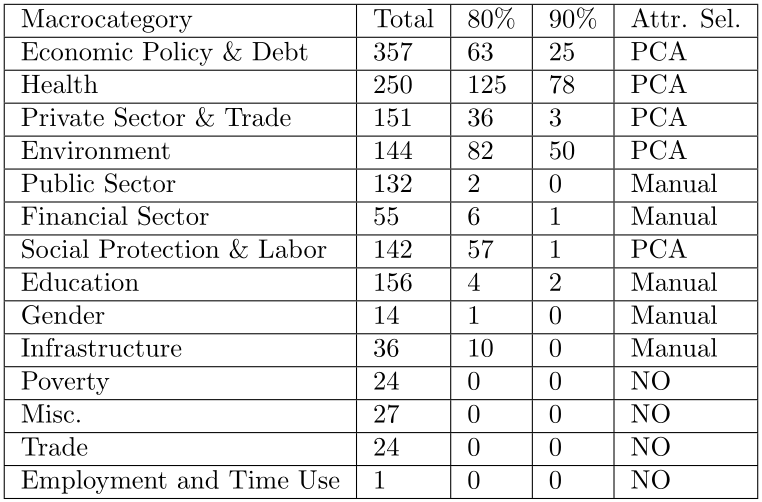 Macrocategory Total 80% 90% Attr. Sel.
Economic Policy & Debt 357 63 25 PCA
Health 250 125 78 PCA
Private Sector & Trade 151 36 3 PCA
Environment 144 82 50 PCA
Public Sector 132 2 0 Manual
Financial Sector 55 6 1 Manual
Social Protection & Labor 142 57 1 PCA
Education 156 4 2 Manual
Gender 14 1 0 Manual
Infrastructure 36 10 0 Manual
Poverty 24 0 0 NO
Misc. 27 0 0 NO
Trade 24 0 0 NO
Employment and Time Use 1 0 0 NO